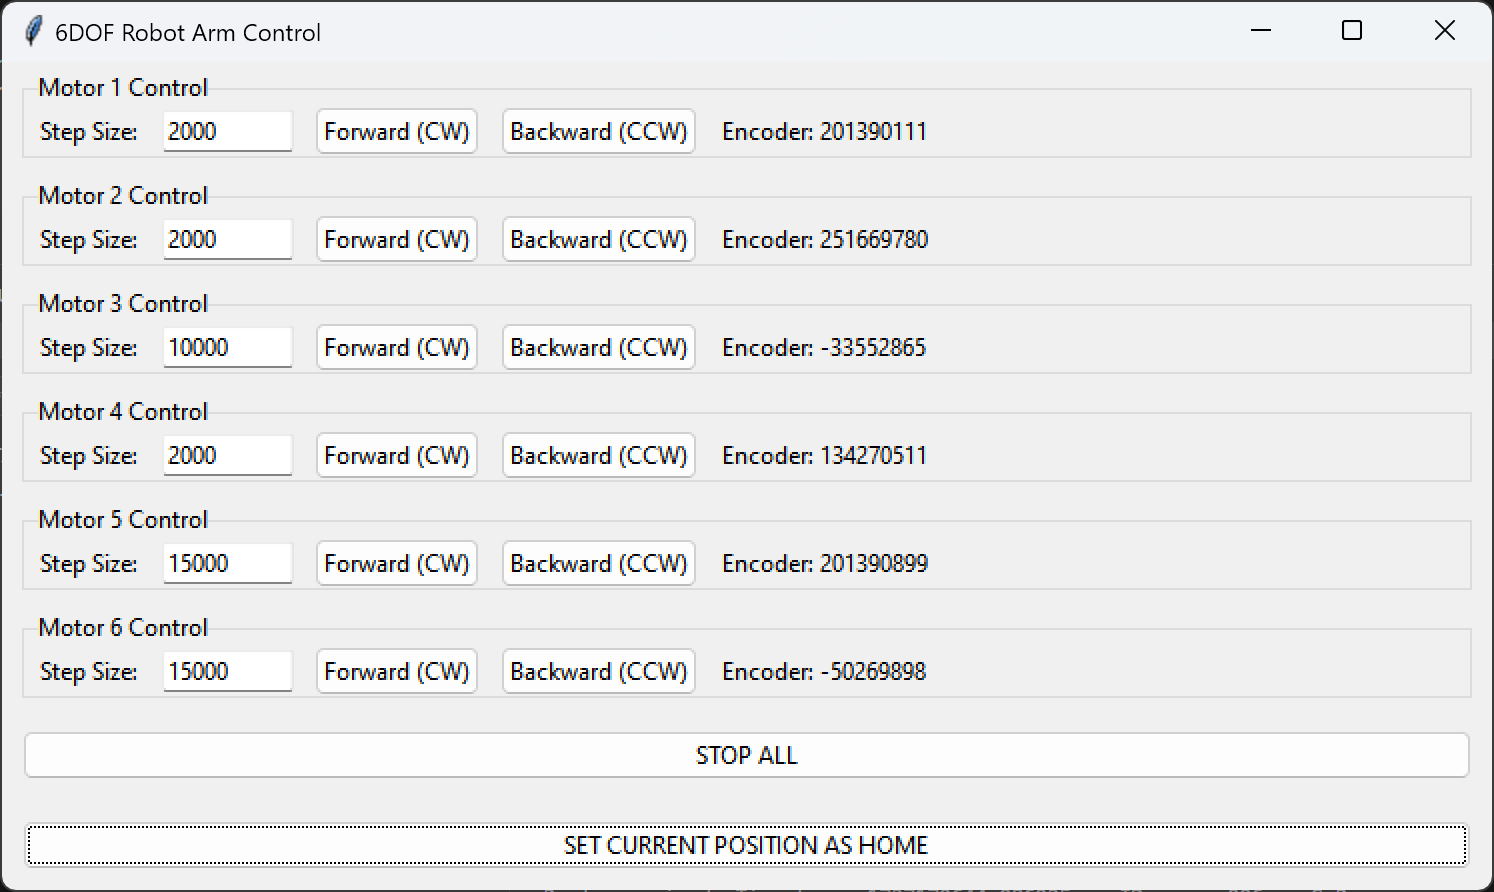 6DOF Robot Arm Control
Motor 1 Control
Step Size: 2000 Forward (CW) Backward (CCW) Encoder: 201390111
Motor 2 Control
Step Size: 2000 Forward (CW) Backward (CCW) Encoder: 251669780
Motor 3 Control
Step Size: 10000 Forward (CW) Backward (CCW) Encoder: -33552865
Motor 4 Control
Step Size: 2000 Forward (CW) Backward (CCW) Encoder: 134270511
Motor 5 Control
Step Size: 15000 Forward (CW) Backward (CCW) Encoder: 201390899
Motor 6 Control
Step Size: 15000 Forward (CW) Backward (CCW) Encoder: -50269898
STOP ALL
SET CURRENT POSITION AS HOME